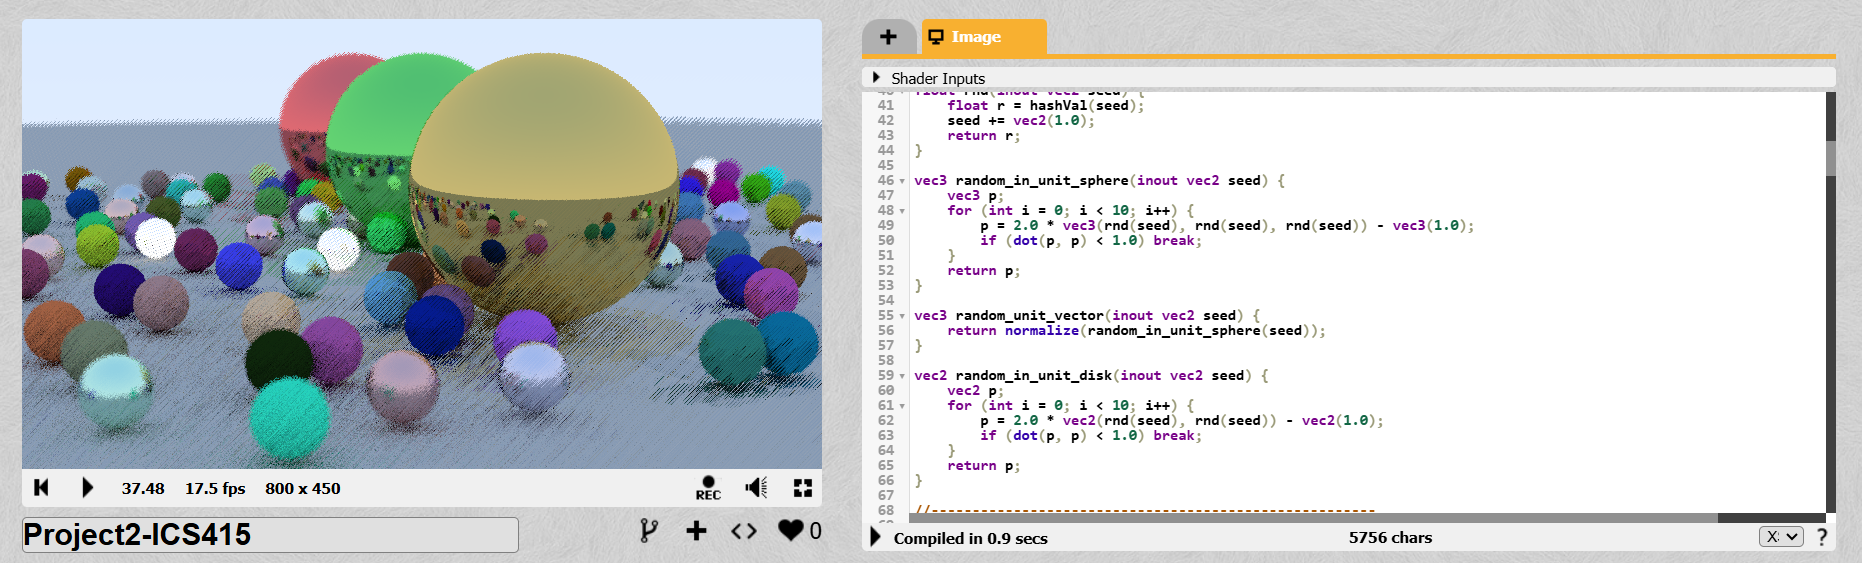 Image
Shader Inputs
40 float rnd(inout vec2 seed) {
41 float r = hashVal(seed);
42 seed += vec2(1.0);
43 return r;
44 }
45
46 vec3 random_in_unit_sphere(inout vec2 seed) {
47 vec3 p;
48 for (int i = 0; i < 10; i++) {
49 p = 2.0 * vec3(rnd(seed), rnd(seed), rnd(seed)) - vec3(1.0);
50 if (dot(p, p) < 1.0) break;
51 }
52 return p;
53 }
54
55 vec3 random_unit_vector(inout vec2 seed) {
56 return normalize(random_in_unit_sphere(seed));
57 }
58
59 vec2 random_in_unit_disk(inout vec2 seed) {
60 vec2 p;
61 for (int i = 0; i < 10; i++) {
62 p = 2.0 * vec2(rnd(seed), rnd(seed)) - vec2(1.0);
63 if (dot(p, p) < 1.0) break;
64 }
65 return p;
66 }
67
68 //------------------------------------------------------
37.48 17.5 fps 800 x 450 REC
Project2-ICS415 0
Compiled in 0.9 secs 5756 chars ?